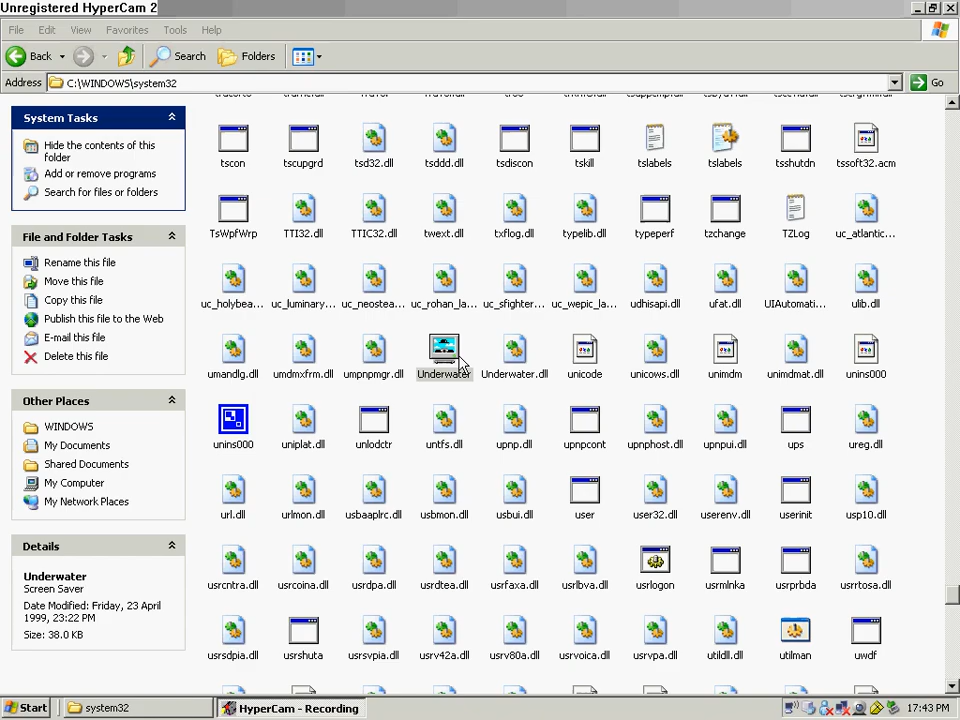 Unregistered HyperCam 2
File Edit View Favorites Tools Help
Back Search Folders
Address C:\WINDOWS\system32 Go
System Tasks
Hide the contents of this folder
Add or remove programs
Search for files or folders
File and Folder Tasks
Rename this file
Move this file
Copy this file
Publish this file to the Web
E-mail this file
Delete this file
Other Places
WINDOWS
My Documents
Shared Documents
My Computer
My Network Places
Details
Underwater
Screen Saver
Date Modified: Friday, 23 April
1999, 23:22 PM
Size: 38.0 KB
tscon tscupgrd tsd32.dll tsddd.dll tsdiscon tskill tslabels tslabels tsshutdn tssoft32.acm
TsWpfWrp TTI32.dll TTIC32.dll twext.dll txflog.dll typelib.dll typeperf tzchange TZLog uc_atlantic...
uc_holybea... uc_luminary... uc_neostea... uc_rohan_la... uc_sfighter... uc_wepic_la... udhisapi.dll ufat.dll UIAutomati... ulib.dll
umandlg.dll umdmxfrm.dll umpnpmgr.dll Underwater Underwater.dll unicode unicows.dll unimdm unimdmat.dll unins000
unins000 uniplat.dll unlodctr untfs.dll upnp.dll upnpcont upnphost.dll upnpui.dll ups ureg.dll
url.dll urlmon.dll usbaaplrc.dll usbmon.dll usbui.dll user user32.dll userenv.dll userinit usp10.dll
usrcntra.dll usrcoina.dll usrdpa.dll usrdtea.dll usrfaxa.dll usrlbva.dll usrlogon usrmlnka usrprbda usrrtosa.dll
usrsdpia.dll usrshuta usrsvpia.dll usrv42a.dll usrv80a.dll usrvoica.dll usrvpa.dll utildll.dll utilman uwdf
Start system32 HyperCam - Recording 17:43 PM